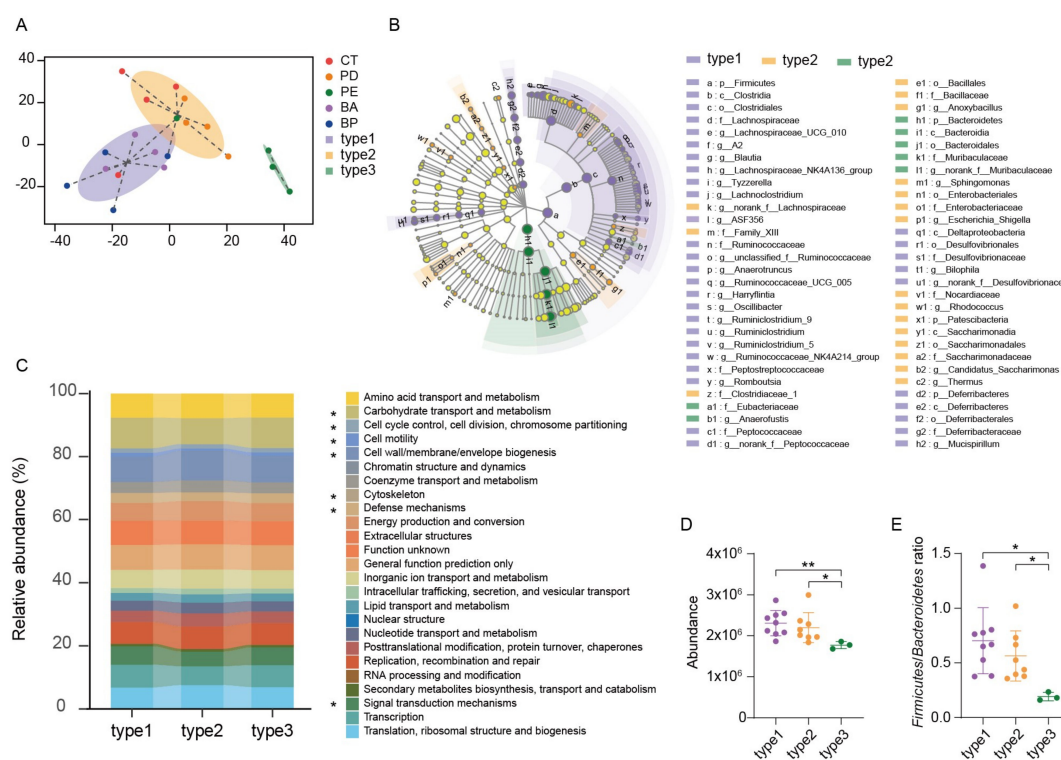 A
40
20
0
−20
−40
−20
0
20
40
CT
PD
PE
BA
BP
type1
type2
type3
B
type1
type2
type2
a : p__Firmicutes
b : c__Clostridia
c : o__Clostridiales
d : f__Lachnospiraceae
e : g__Lachnospiraceae_UCG_010
f : g__A2
g : g__Blautia
h : g__Lachnospiraceae_NK4A136_group
i : g__Tyzzerella
j : g__Lachnoclostridium
k : g__norank_f__Lachnospiraceae
l : g__ASF356
m : f__Family_XIII
n : f__Ruminococcaceae
o : g__unclassified_f__Ruminococcaceae
p : g__Anaerotruncus
q : g__Ruminococcaceae_UCG_005
r : g__Harryflintia
s : g__Oscillibacter
t : g__Ruminiclostridium_9
u : g__Ruminiclostridium
v : g__Ruminiclostridium_5
w : g__Ruminococcaceae_NK4A214_group
x : f__Peptostreptococcaceae
y : g__Romboutsia
z : f__Clostridiaceae_1
a1 : f__Eubacteriaceae
b1 : g__Anaerofustis
c1 : f__Peptococcaceae
d1 : g__norank_f__Peptococcaceae
e1 : o__Bacillales
f1 : f__Bacillaceae
g1 : g__Anoxybacillus
h1 : p__Bacteroidetes
i1 : c__Bacteroidia
j1 : o__Bacteroidales
k1 : f__Muribaculaceae
l1 : g__norank_f__Muribaculaceae
m1 : g__Sphingomonas
n1 : o__Enterobacteriales
o1 : f__Enterobacteriaceae
p1 : g__Escherichia_Shigella
q1 : c__Deltaproteobacteria
r1 : o__Desulfovibrionales
s1 : f__Desulfovibrionaceae
t1 : g__Bilophila
u1 : g__norank_f__Desulfovibrionace
v1 : f__Nocardiaceae
w1 : g__Rhodococcus
x1 : p__Patescibacteria
y1 : c__Saccharimonadia
z1 : o__Saccharimonadales
a2 : f__Saccharimonadaceae
b2 : g__Candidatus_Saccharimonas
c2 : g__Thermus
d2 : p__Deferribacteres
e2 : c__Deferribacteres
f2 : o__Deferribacterales
g2 : f__Deferribacteraceae
h2 : g__Mucispirillum
C
Relative abundance (%)
100
80
60
40
20
0
type1
type2
type3
Amino acid transport and metabolism
* Carbohydrate transport and metabolism
* Cell cycle control, cell division, chromosome partitioning
* Cell motility
* Cell wall/membrane/envelope biogenesis
Chromatin structure and dynamics
Coenzyme transport and metabolism
* Cytoskeleton
* Defense mechanisms
Energy production and conversion
Extracellular structures
Function unknown
General function prediction only
Inorganic ion transport and metabolism
Intracellular trafficking, secretion, and vesicular transport
Lipid transport and metabolism
Nuclear structure
Nucleotide transport and metabolism
Posttranslational modification, protein turnover, chaperones
Replication, recombination and repair
RNA processing and modification
Secondary metabolites biosynthesis, transport and catabolism
* Signal transduction mechanisms
Transcription
Translation, ribosomal structure and biogenesis
D
Abundance
4×10⁶
3×10⁶
2×10⁶
1×10⁶
0
**
*
type1
type2
type3
E
Firmicutes/Bacteroidetes ratio
1.5
1.0
0.5
0.0
*
*
type1
type2
type3